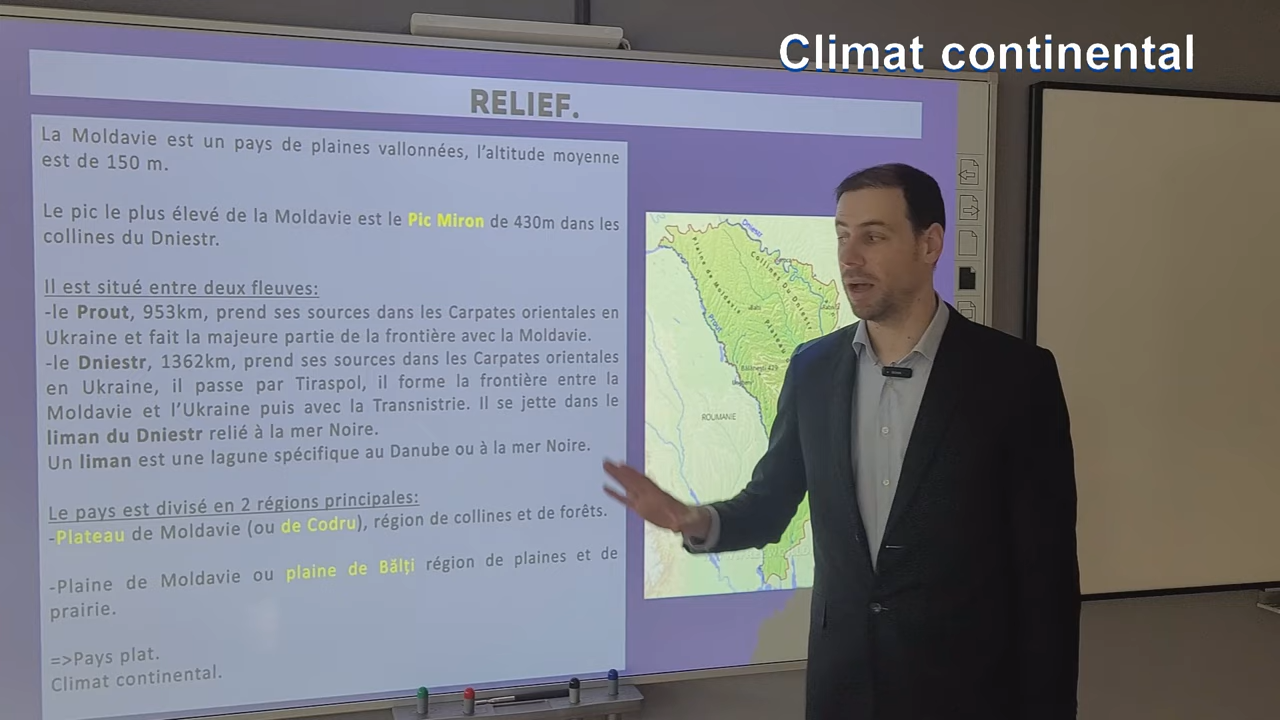 Climat continental
RELIEF.
La Moldavie est un pays de plaines vallonnées, l'altitude moyenne
est de 150 m.
Le pic le plus élevé de la Moldavie est le Pic Miron de 430m dans les
collines du Dniestr.
Il est situé entre deux fleuves:
-le Prout, 953km, prend ses sources dans les Carpates orientales en
Ukraine et fait la majeure partie de la frontière avec la Moldavie.
-le Dniestr, 1362km, prend ses sources dans les Carpates orientales
en Ukraine, il passe par Tiraspol, il forme la frontière entre la
Moldavie et l'Ukraine puis avec la Transnistrie. Il se jette dans le
liman du Dniestr relié à la mer Noire.
Un liman est une lagune spécifique au Danube ou à la mer Noire.
Le pays est divisé en 2 régions principales:
-Plateau de Moldavie (ou de Codru), région de collines et de forêts.
-Plaine de Moldavie ou plaine de Bălți région de plaines et de
prairie.
=>Pays plat.
Climat continental.
Dniestr
Plaine de Moldavie
Collines Du
Prout
Plateau
ROUMANIE